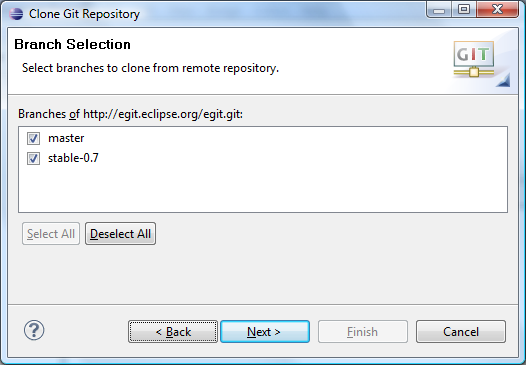 Clone Git Repository
Branch Selection
Select branches to clone from remote repository.
GIT
Branches of http://egit.eclipse.org/egit.git:
master
stable-0.7
Select All
Deselect All
?
< Back
Next >
Finish
Cancel